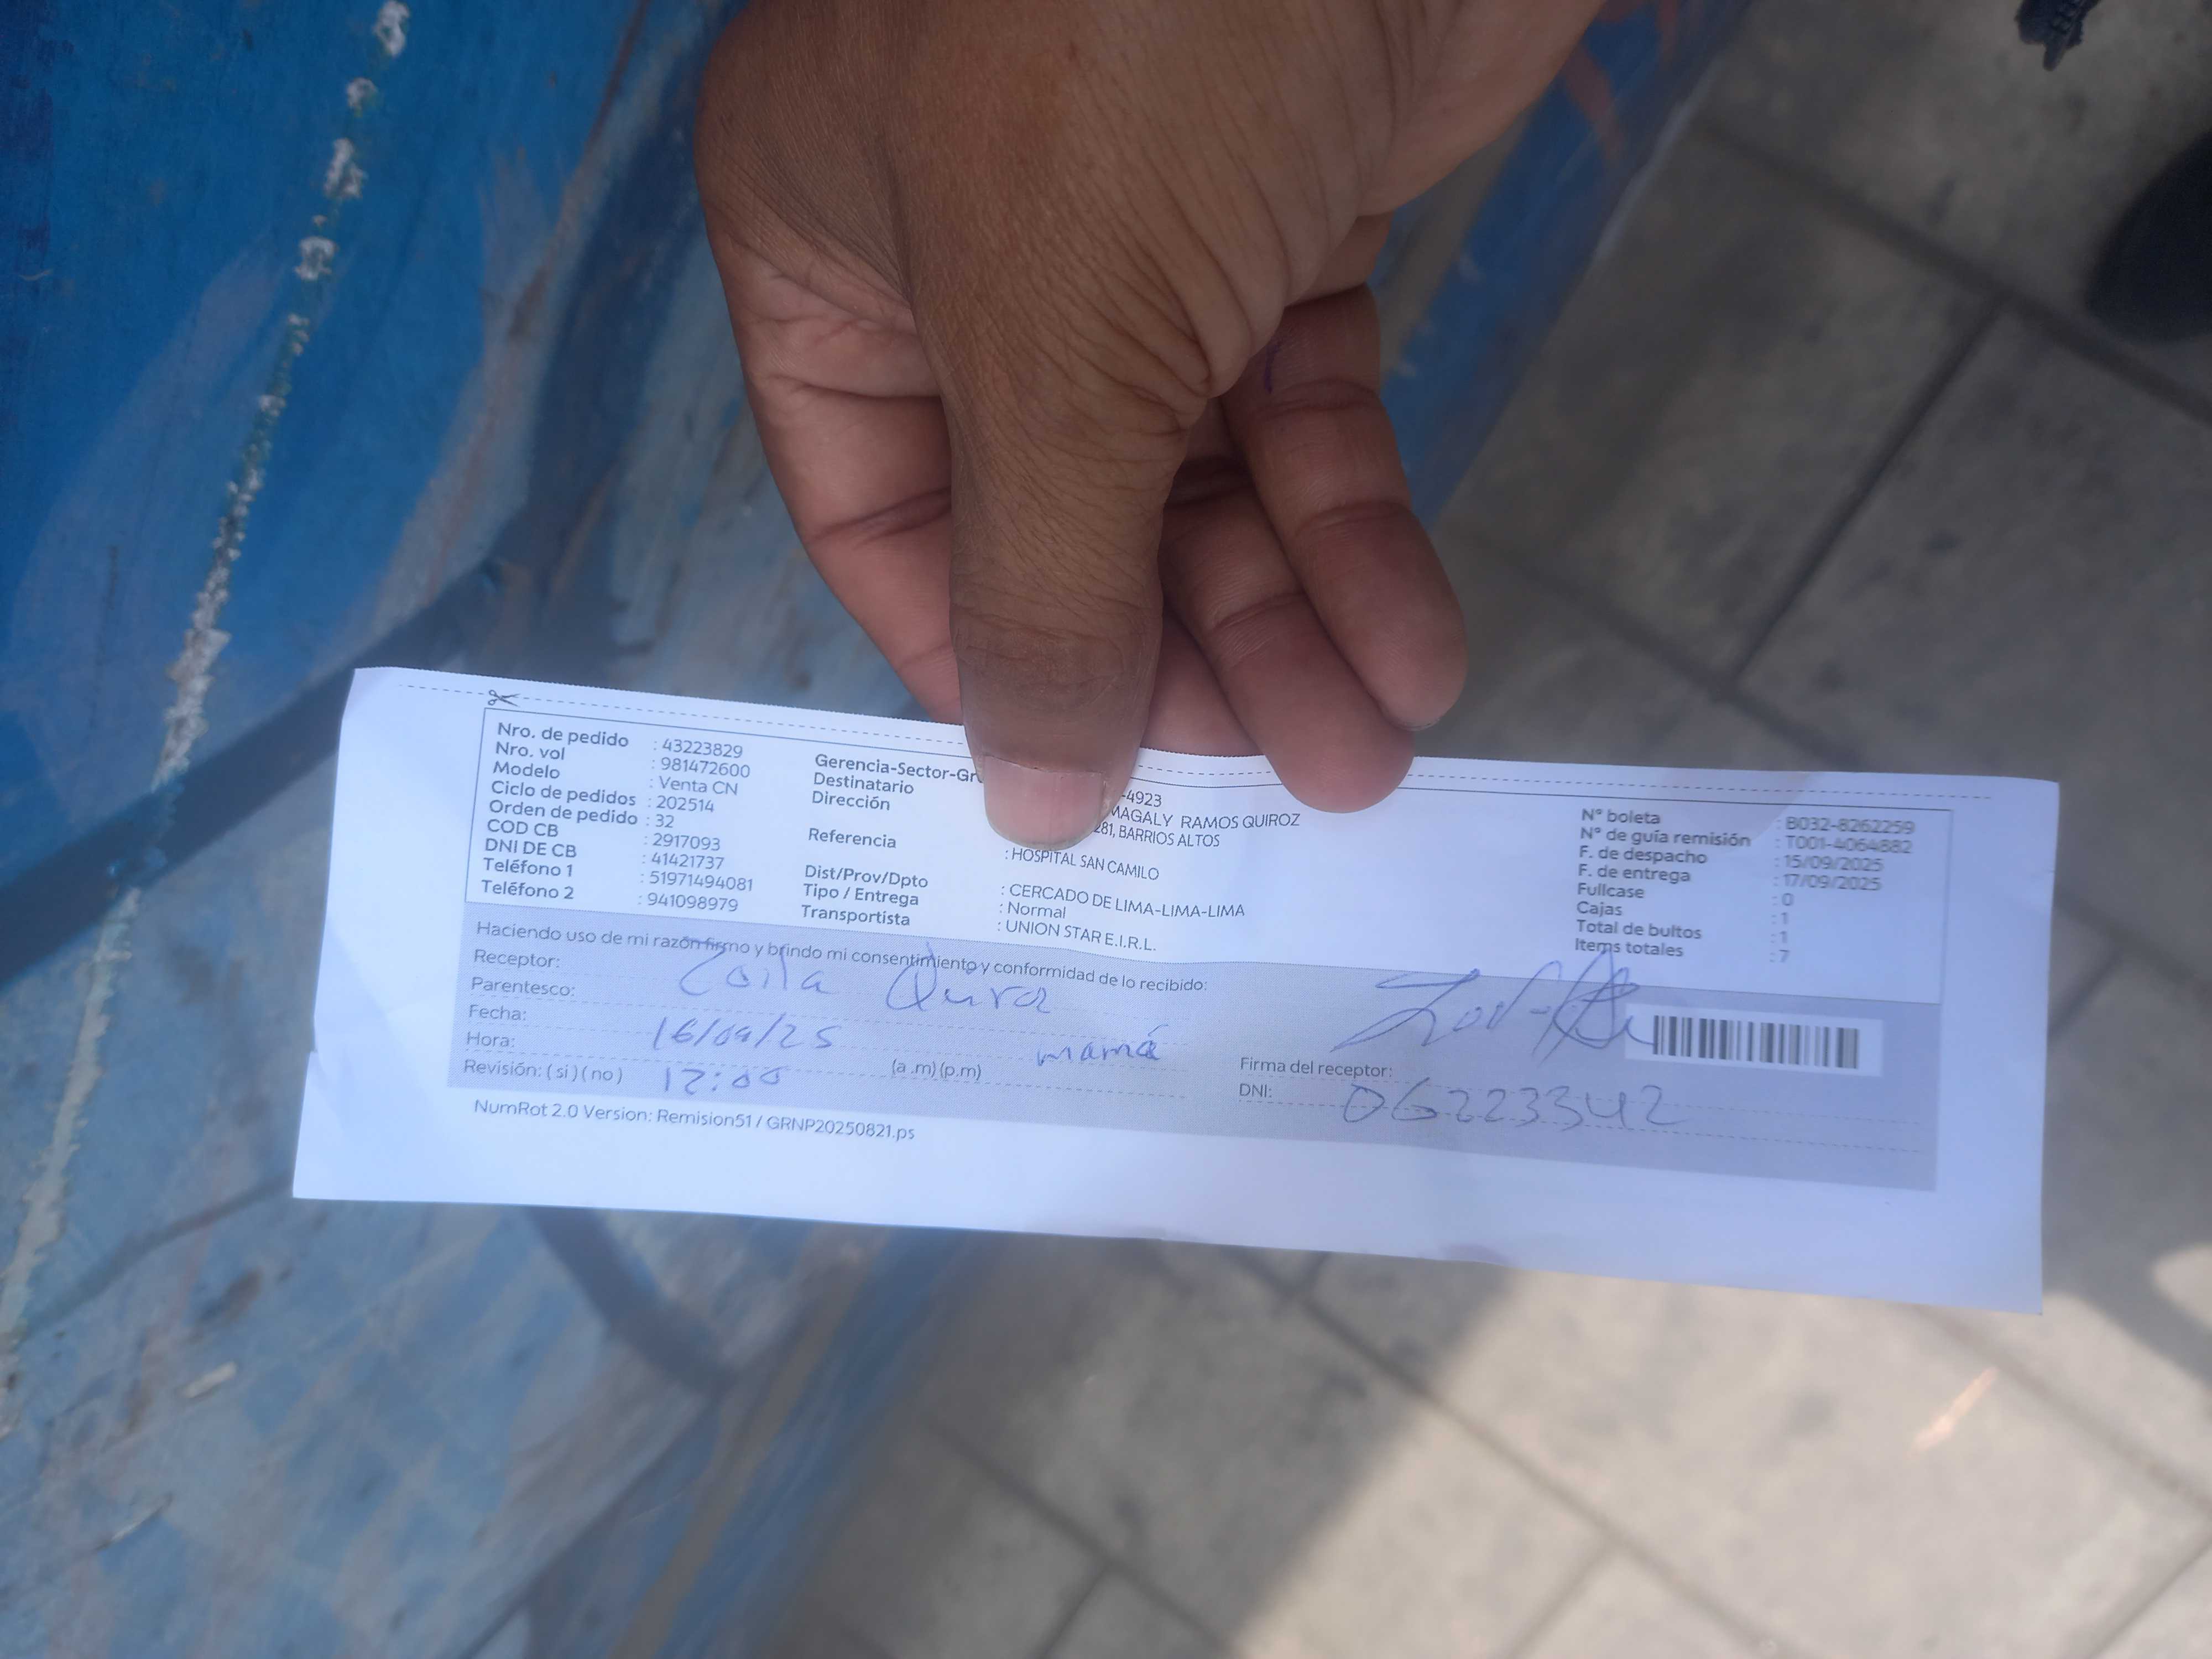 Nro. de pedido : 43223829
Nro. vol : 981472600
Modelo : Venta CN
Ciclo de pedidos : 202514
Orden de pedido : 32
COD CB : 2917093
DNI DE CB : 41421737
Teléfono 1 : 51971494081
Teléfono 2 : 941098979
Gerencia-Sector-Gr -4923
Destinatario MAGALY RAMOS QUIROZ
Dirección 281, BARRIOS ALTOS
Referencia : HOSPITAL SAN CAMILO
Dist/Prov/Dpto : CERCADO DE LIMA-LIMA-LIMA
Tipo / Entrega : Normal
Transportista : UNION STAR E.I.R.L.
N° boleta : B032-8262259
N° de guía remisión : T001-4064882
F. de despacho : 15/09/2025
F. de entrega : 17/09/2025
Fullcase : 0
Cajas : 1
Total de bultos : 1
Items totales : 7
Haciendo uso de mi razón firmo y brindo mi consentimiento y conformidad de lo recibido:
Receptor: Zoila
Parentesco: mamá
Fecha: 16/09/25
Hora: 12:00 (a .m) (p.m)
Revisión: ( si ) ( no )
Firma del receptor:
DNI: 06223342
NumRot 2.0 Version: Remision51 / GRNP20250821.ps